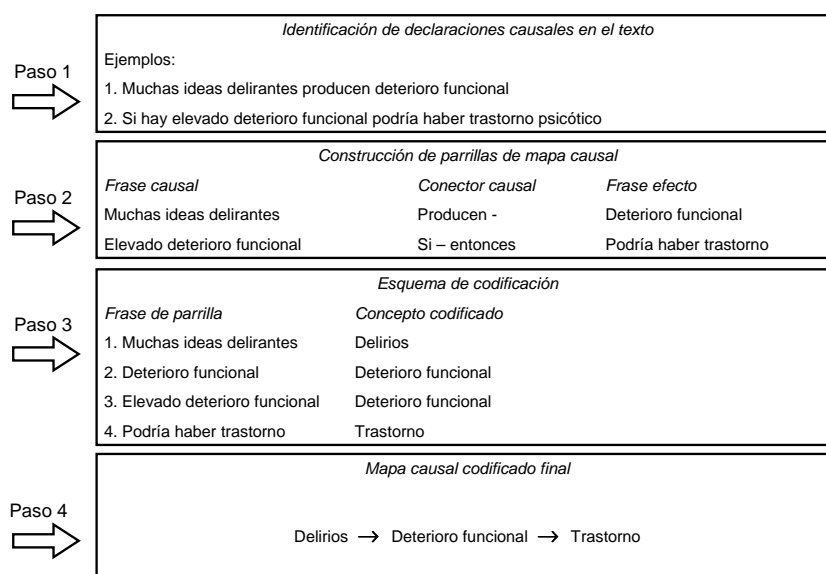 Identificación de declaraciones causales en el texto
Paso 1
Ejemplos:
1. Muchas ideas delirantes producen deterioro funcional
2. Si hay elevado deterioro funcional podría haber trastorno psicótico
Construcción de parrillas de mapa causal
Paso 2
Frase causal Conector causal Frase efecto
Muchas ideas delirantes Producen - Deterioro funcional
Elevado deterioro funcional Si – entonces Podría haber trastorno
Esquema de codificación
Paso 3
Frase de parrilla Concepto codificado
1. Muchas ideas delirantes Delirios
2. Deterioro funcional Deterioro funcional
3. Elevado deterioro funcional Deterioro funcional
4. Podría haber trastorno Trastorno
Mapa causal codificado final
Paso 4
Delirios → Deterioro funcional → Trastorno